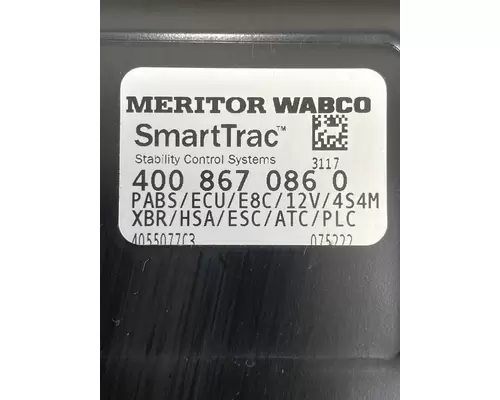 MERITOR WABCO
SmartTrac™
Stability Control Systems 3117
400 867 086 0
PABS/ECU/E8C/12V/4S4M
XBR/HSA/ESC/ATC/PLC
4055077C3 075222